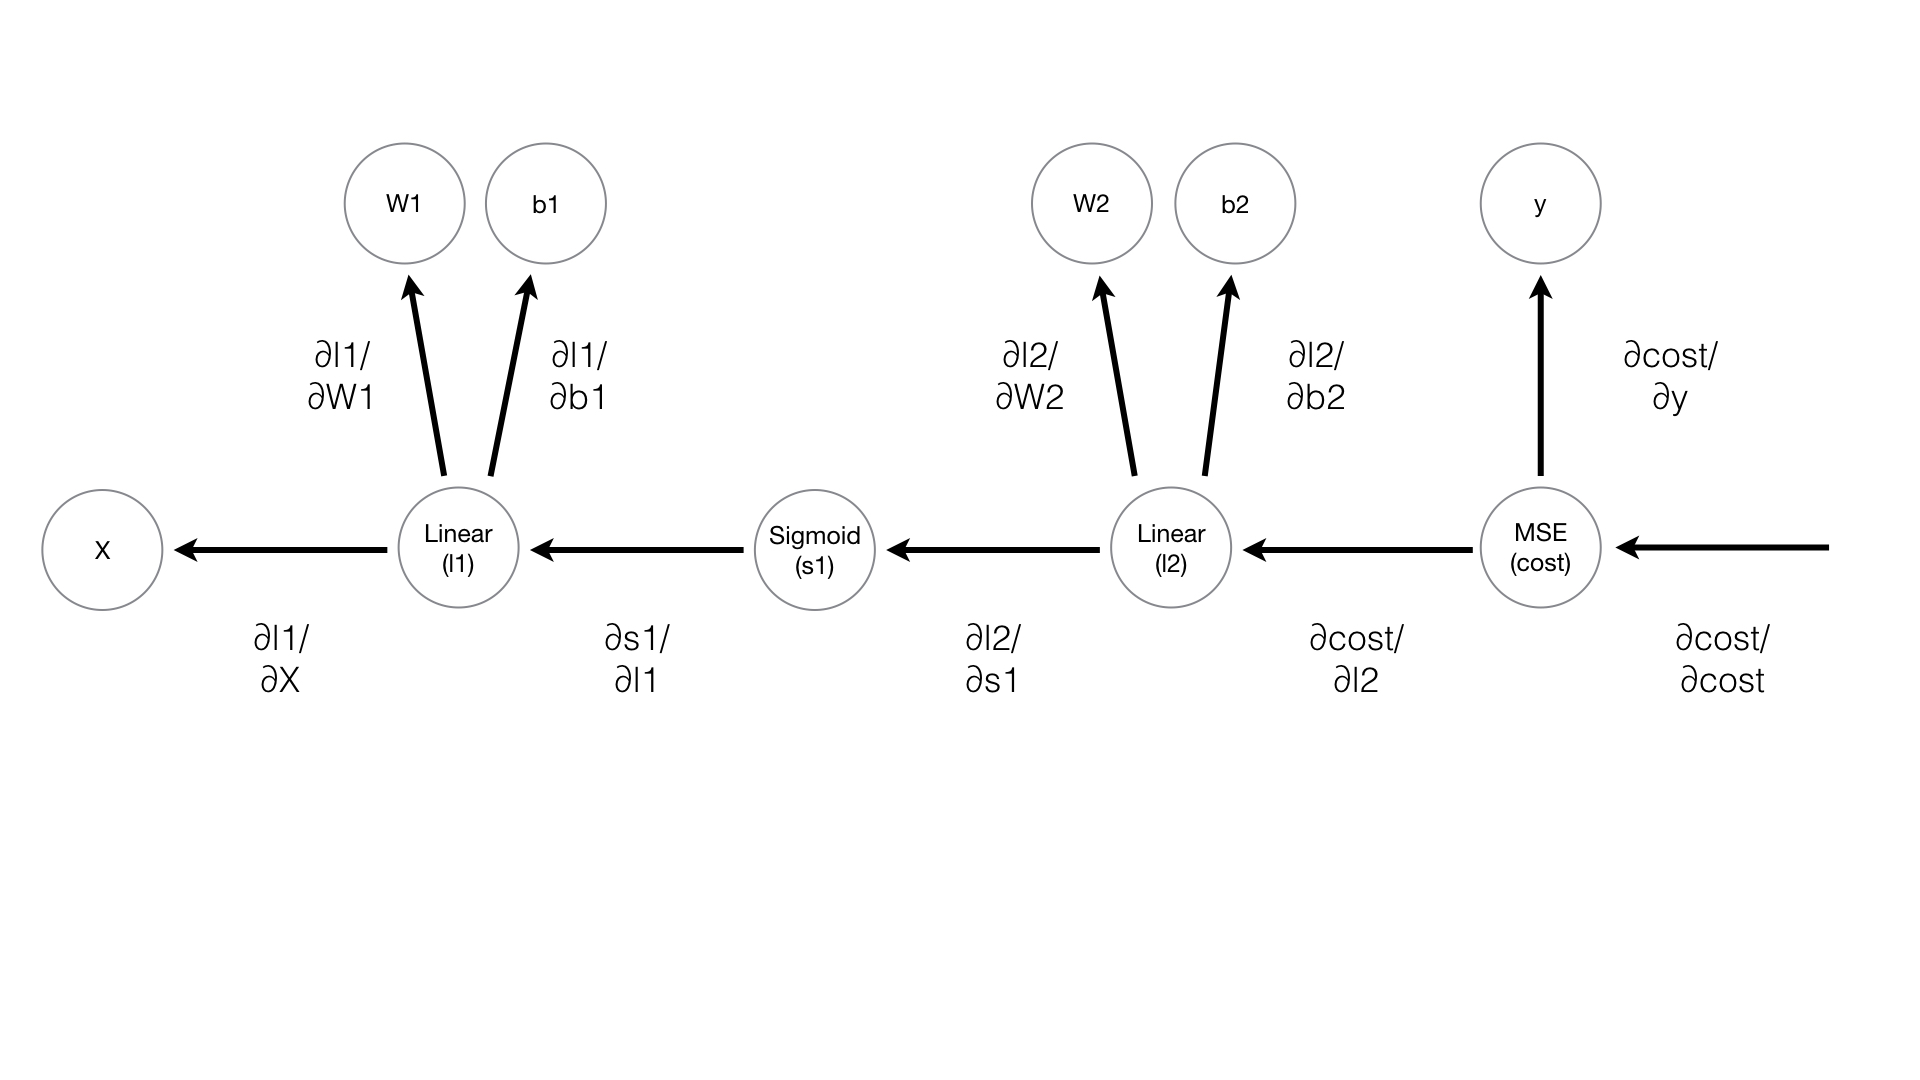 W1
b1
W2
b2
y
∂l1/
∂W1
∂l1/
∂b1
∂l2/
∂W2
∂l2/
∂b2
∂cost/
∂y
X
Linear
(l1)
Sigmoid
(s1)
Linear
(l2)
MSE
(cost)
∂l1/
∂X
∂s1/
∂l1
∂l2/
∂s1
∂cost/
∂l2
∂cost/
∂cost